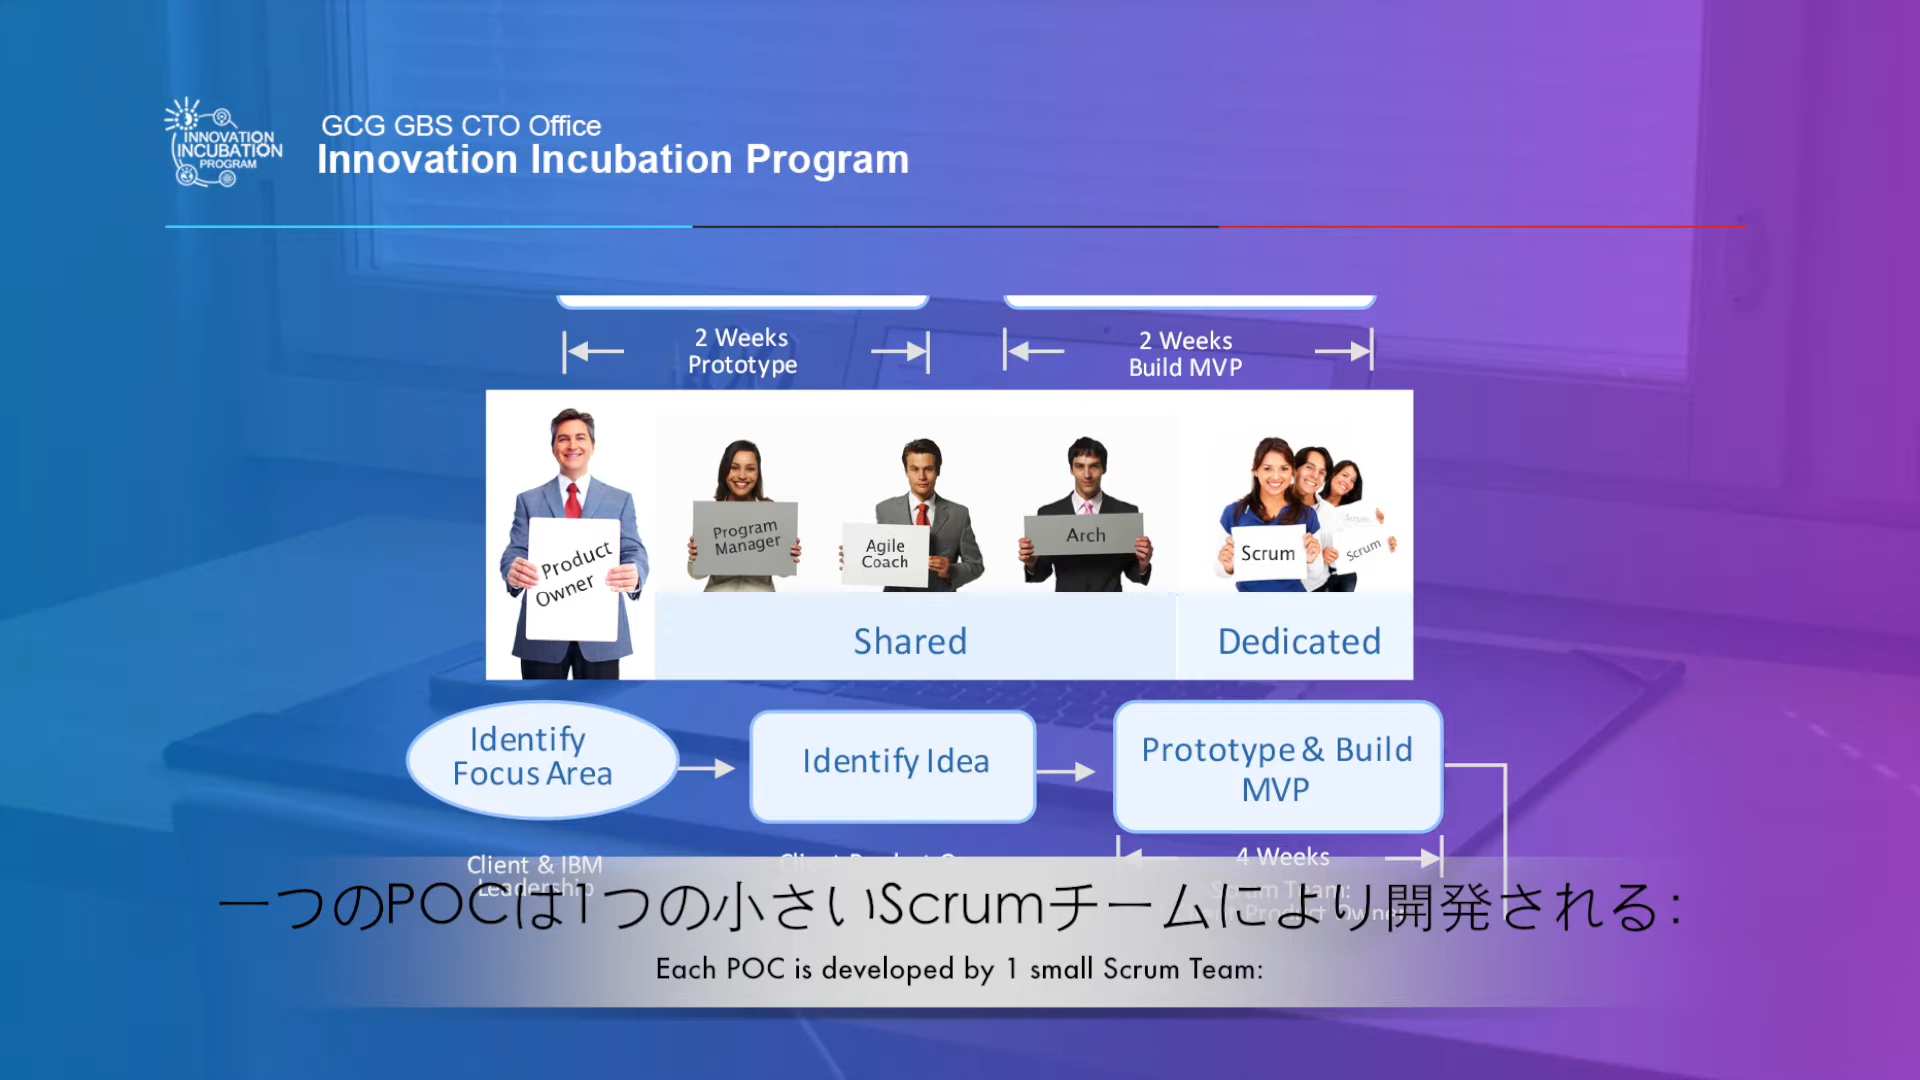 INNOVATION
INCUBATION
PROGRAM
GCG GBS CTO Office
Innovation Incubation Program
2 Weeks
Prototype
2 Weeks
Build MVP
Product
Owner
Program
Manager
Agile
Coach
Arch
Scrum
Scrum
Scrum
Shared
Dedicated
Identify
Focus Area
Identify Idea
Prototype & Build
MVP
Client & IBM
Leadership
4 Weeks
Scrum Team:
一つのPOCは1つの小さいScrumチームにより開発される:
Each POC is developed by 1 small Scrum Team: